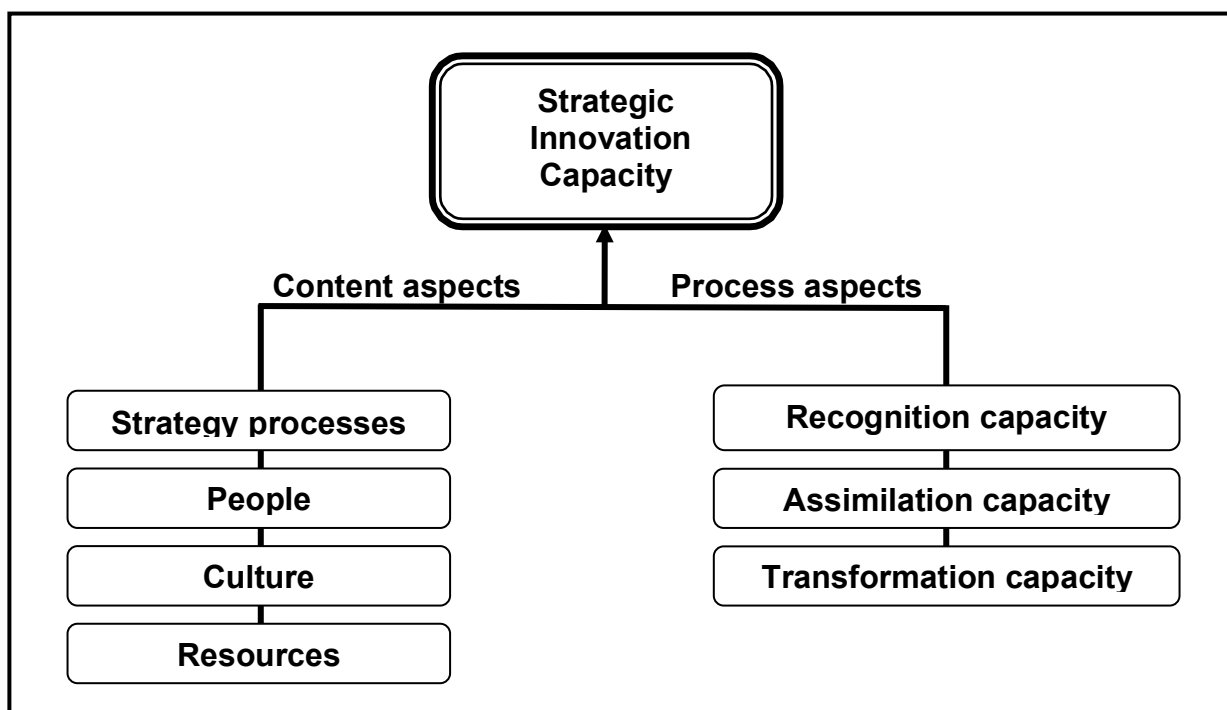 Strategic
Innovation
Capacity
Content aspects
Process aspects
Strategy processes
People
Culture
Resources
Recognition capacity
Assimilation capacity
Transformation capacity